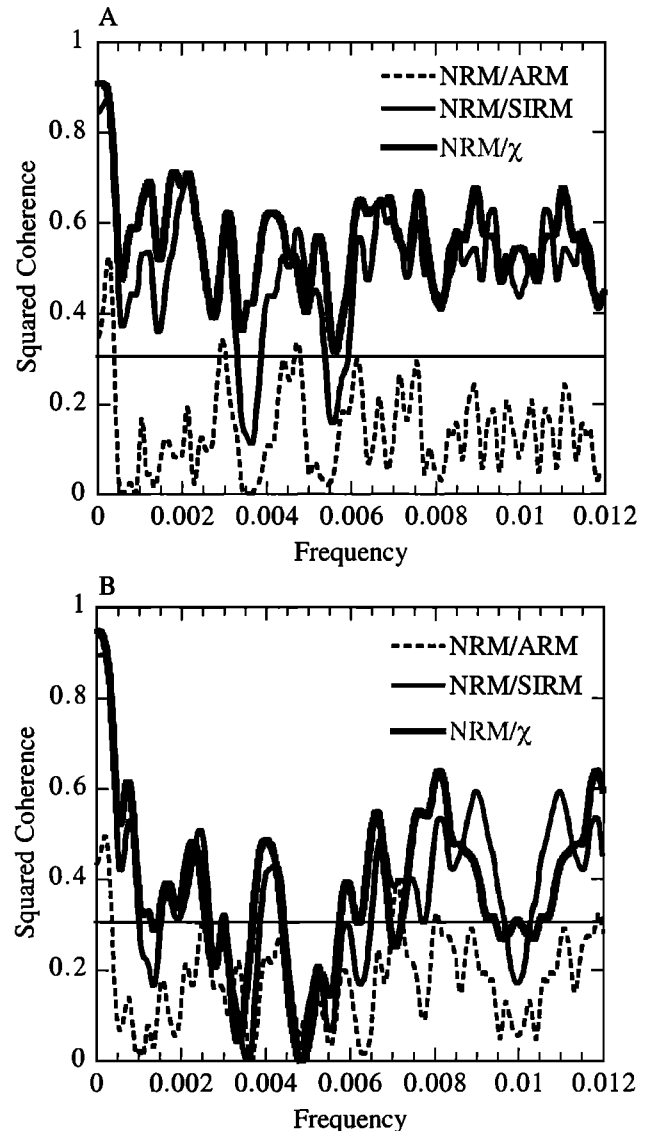 A
1
0.8
0.6
0.4
0.2
0
Squared Coherence
NRM/ARM
NRM/SIRM
NRM/χ
0 0.002 0.004 0.006 0.008 0.01 0.012
Frequency
B
1
0.8
0.6
0.4
0.2
0
Squared Coherence
NRM/ARM
NRM/SIRM
NRM/χ
0 0.002 0.004 0.006 0.008 0.01 0.012
Frequency